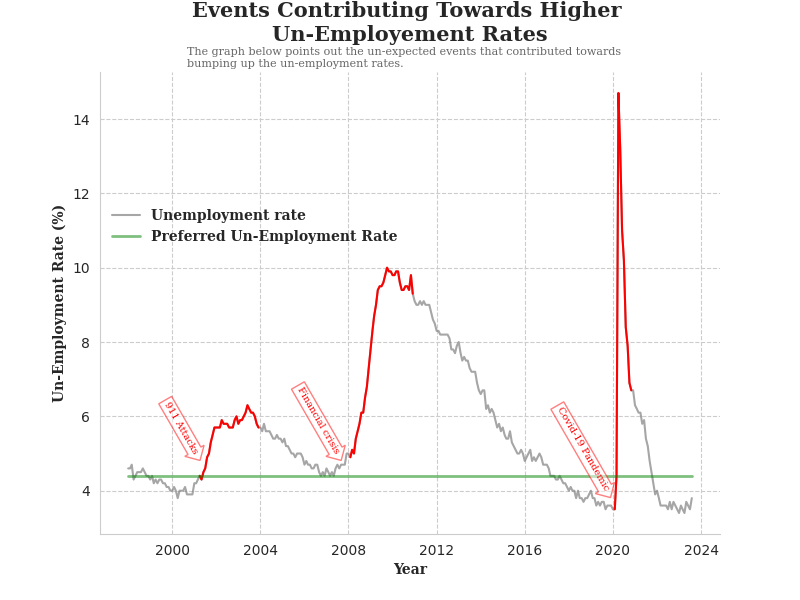 Events Contributing Towards Higher
Un-Employement Rates
The graph below points out the un-expected events that contributed towards
bumping up the un-employment rates.
14
12
10
8
6
4
Un-Employment Rate (%)
Unemployment rate
Preferred Un-Employment Rate
911 Attacks
Financial crisis
Covid-19 Pandemic
2000
2004
2008
2012
2016
2020
2024
Year